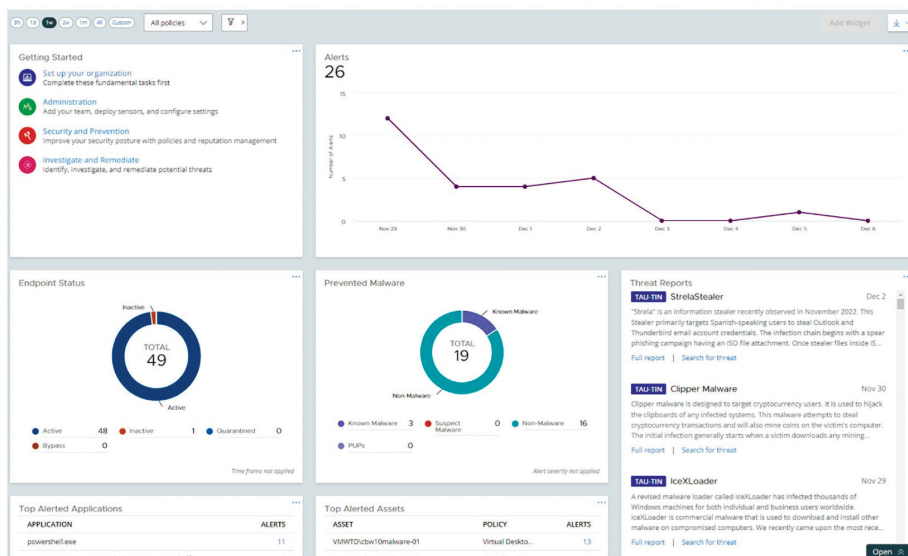 3h 1d 1w 2w 1m All Custom All policies
Add Widget
Getting Started
Set up your organization
Complete these fundamental tasks first
Administration
Add your team, deploy sensors, and configure settings
Security and Prevention
Improve your security posture with policies and reputation management
Investigate and Remediate
Identify, investigate, and remediate potential threats
Alerts
26
Number of Alerts
15
10
5
0
Nov 29 Nov 30 Dec 1 Dec 2 Dec 3 Dec 4 Dec 5 Dec 6
Endpoint Status
Inactive
TOTAL
49
Active
Active 48 Inactive 1 Quarantined 0
Bypass 0
Time frame not applied
Prevented Malware
Known Malware
TOTAL
19
Non-Malware
Known Malware 3 Suspect Malware 0 Non-Malware 16
PUPs 0
Alert severity not applied
Threat Reports
TAU-TIN StrelaStealer Dec 2
"Strela" is an information stealer recently observed in November 2022. This
Stealer primarily targets Spanish-speaking users to steal Outlook and
Thunderbird email account credentials. The infection chain begins with a spear
phishing campaign having an ISO file attachment. Once stealer files inside IS...
Full report | Search for threat
TAU-TIN Clipper Malware Nov 30
Clipper malware is designed to target cryptocurrency users. It is used to hijack
the clipboards of any infected systems. This malware attempts to steal
cryptocurrency transactions and will also mine coins on the victim's computer.
The initial infection generally starts when a victim downloads any mining...
Full report | Search for threat
TAU-TIN IceXLoader Nov 29
A revised malware loader called IceXLoader has infected thousands of
Windows machines for both individual and business users worldwide.
IceXLoader is commercial malware that is used to download and install other
malware on compromised computers. We recently came upon the most rece...
Full report | Search for threat
Top Alerted Applications
APPLICATION ALERTS
powershell.exe 11
Top Alerted Assets
ASSET POLICY ALERTS
VMWTD\cbw10malware-01 Virtual Deskto... 13
Open